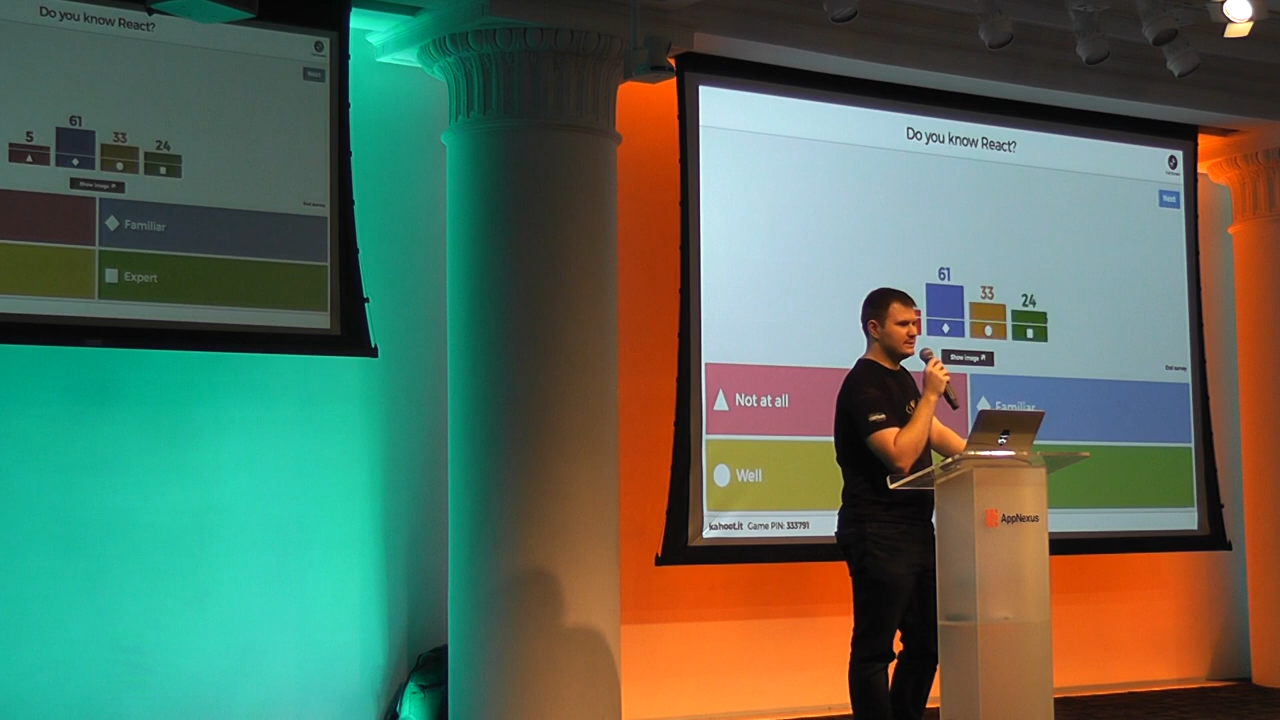 Do you know React?
Next
5
61
33
24
Show image
End survey
Familiar
Expert
Do you know React?
Next
61
33
24
Show image
End survey
Not at all
Familiar
Well
kahoot.it Game PIN: 333791
AppNexus